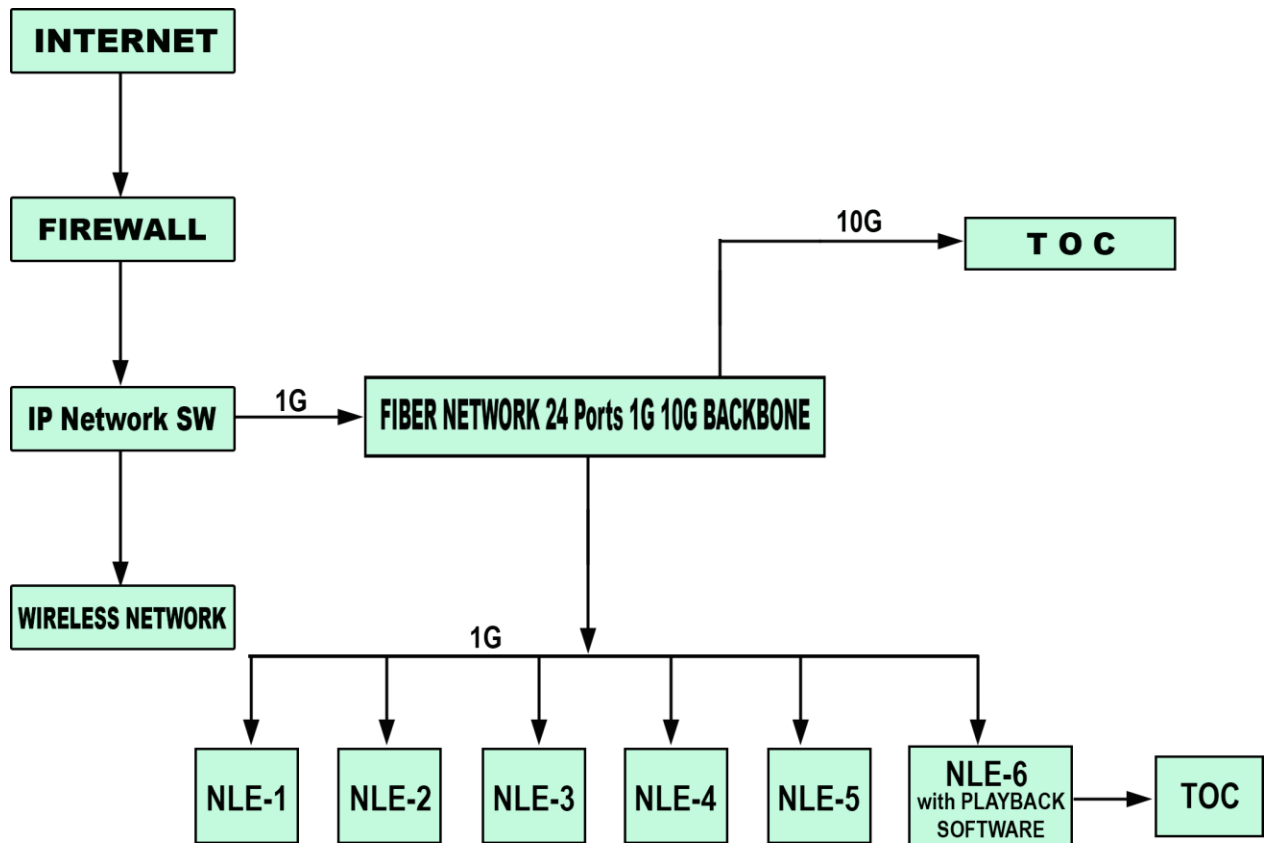 INTERNET
FIREWALL
10G
T O C
IP Network SW
1G
FIBER NETWORK 24 Ports 1G 10G BACKBONE
WIRELESS NETWORK
1G
NLE-1
NLE-2
NLE-3
NLE-4
NLE-5
NLE-6
with PLAYBACK
SOFTWARE
TOC